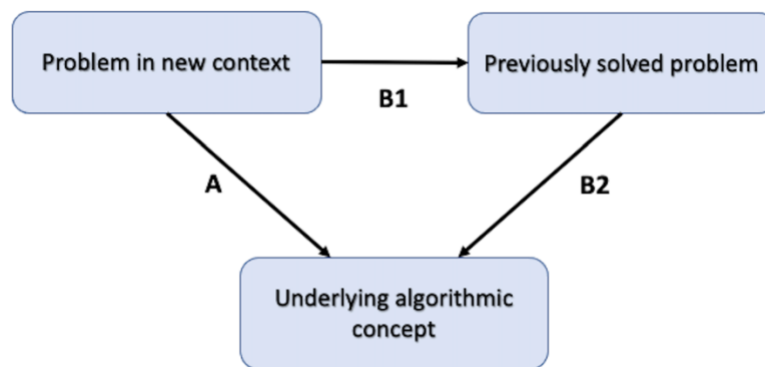 Problem in new context
Previously solved problem
B1
A
B2
Underlying algorithmic
concept